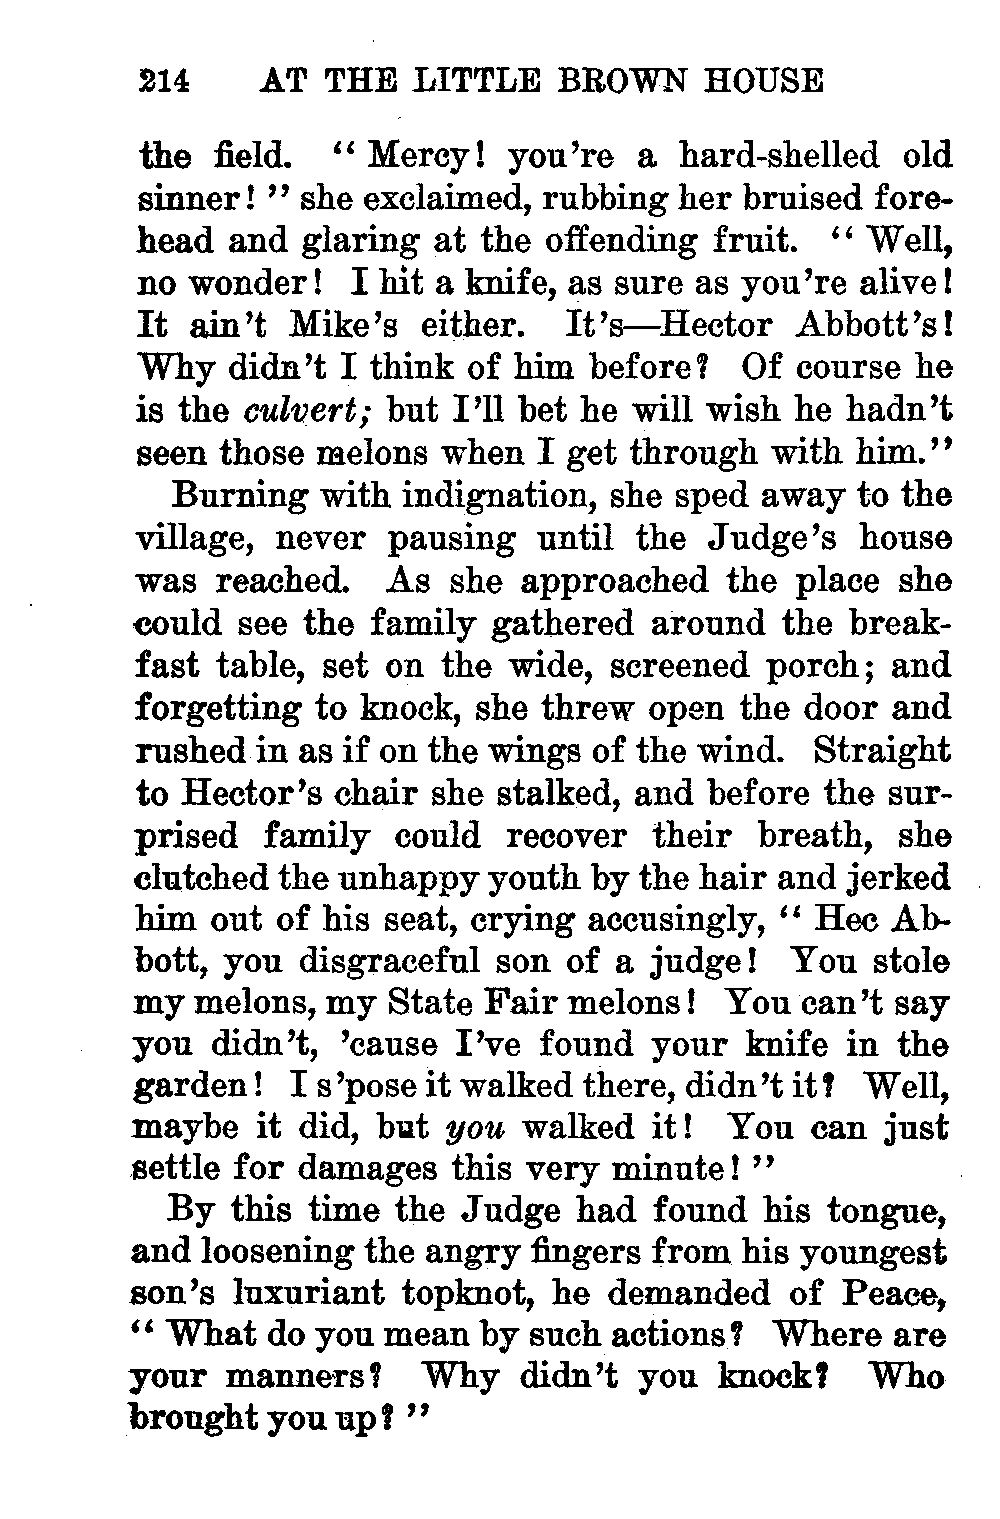 214 AT THE LITTLE BROWN HOUSE
the field. “ Mercy! you’re a hard-shelled old
sinner! ” she exclaimed, rubbing her bruised fore-
head and glaring at the offending fruit. “ Well,
no wonder! I hit a knife, as sure as you’re alive!
It ain’t Mike’s either. It’s—Hector Abbott’s!
Why didn’t I think of him before? Of course he
is the culvert; but I’ll bet he will wish he hadn’t
seen those melons when I get through with him.”
Burning with indignation, she sped away to the
village, never pausing until the Judge’s house
was reached. As she approached the place she
could see the family gathered around the break-
fast table, set on the wide, screened porch; and
forgetting to knock, she threw open the door and
rushed in as if on the wings of the wind. Straight
to Hector’s chair she stalked, and before the sur-
prised family could recover their breath, she
clutched the unhappy youth by the hair and jerked
him out of his seat, crying accusingly, “ Hec Ab-
bott, you disgraceful son of a judge! You stole
my melons, my State Fair melons! You can’t say
you didn’t, ’cause I’ve found your knife in the
garden! I s’pose it walked there, didn’t it? Well,
maybe it did, but you walked it! You can just
settle for damages this very minute! ”
By this time the Judge had found his tongue,
and loosening the angry fingers from his youngest
son’s luxuriant topknot, he demanded of Peace,
“ What do you mean by such actions? Where are
your manners? Why didn’t you knock? Who
brought you up? ”